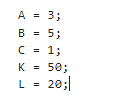 A = 3;
B = 5;
C = 1;
K = 50;
L = 20;